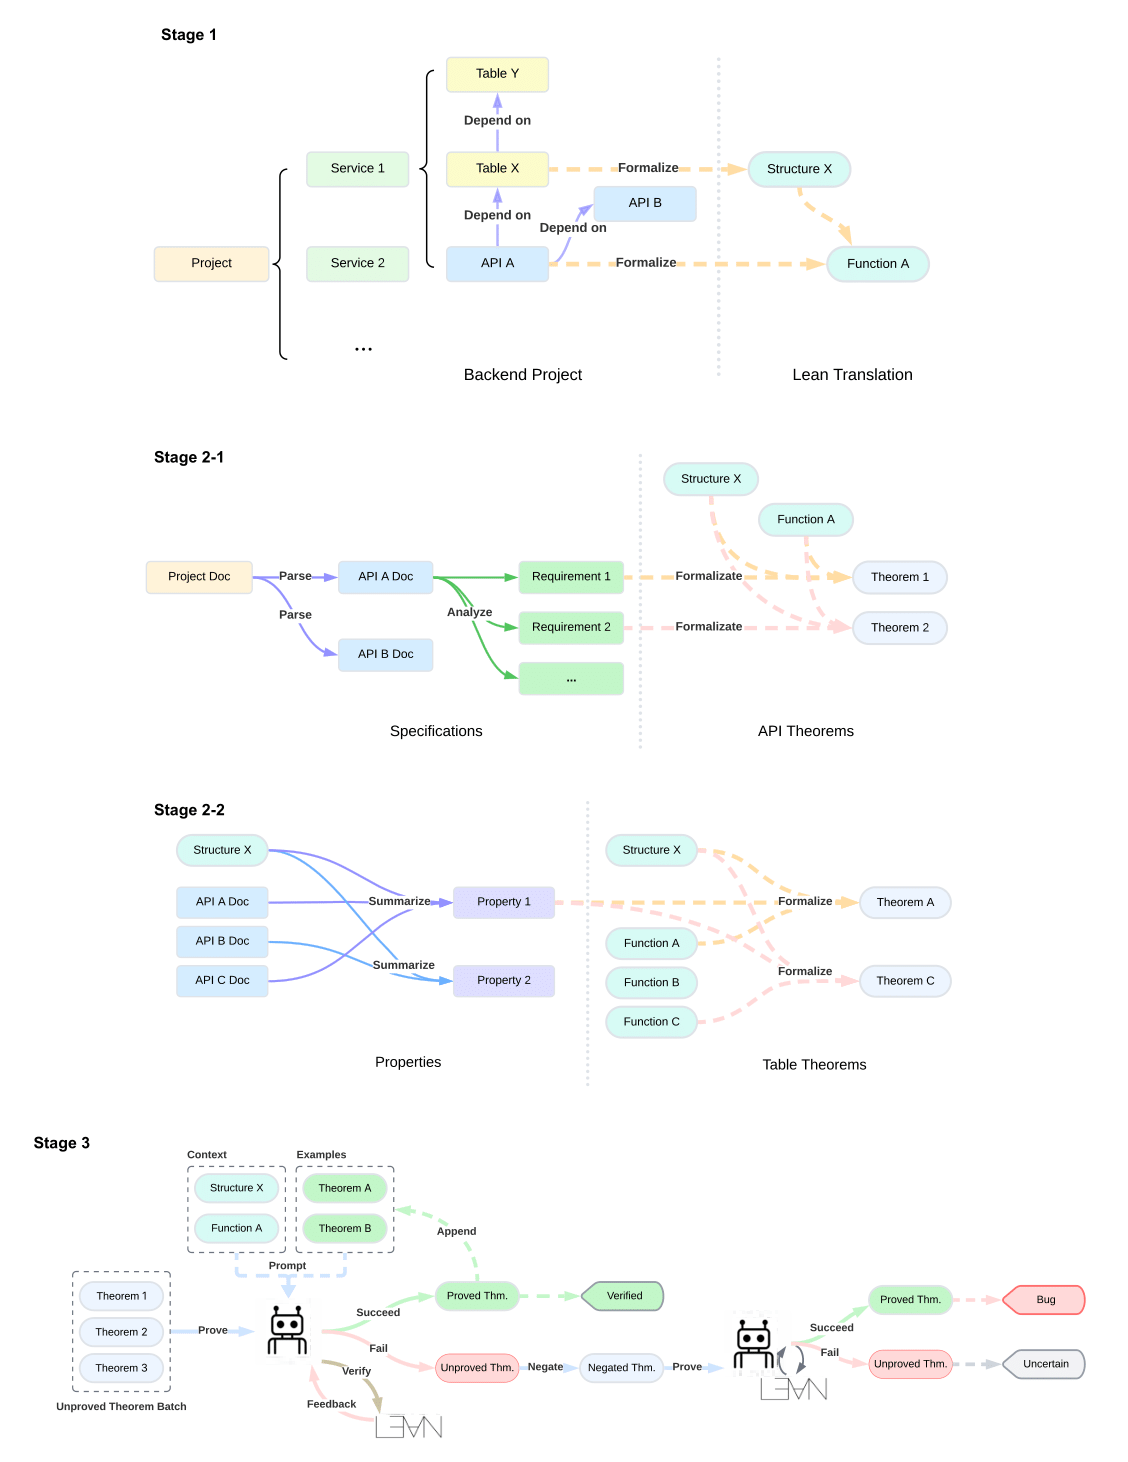 Stage 1
Table Y
Depend on
Service 1
Table X
Formalize
Structure X
Depend on
API B
Depend on
Project
Service 2
API A
Formalize
Function A
...
Backend Project
Lean Translation
Stage 2-1
Structure X
Function A
Project Doc
Parse
API A Doc
Requirement 1
Formalizate
Theorem 1
Parse
Analyze
Requirement 2
Formalizate
Theorem 2
API B Doc
...
Specifications
API Theorems
Stage 2-2
Structure X
Structure X
API A Doc
Summarize
Property 1
Formalize
Theorem A
API B Doc
Function A
Summarize
Formalize
API C Doc
Property 2
Function B
Theorem C
Function C
Properties
Table Theorems
Stage 3
Context
Examples
Structure X
Theorem A
Function A
Theorem B
Append
Prompt
Theorem 1
Proved Thm.
Verified
Proved Thm.
Bug
Succeed
Theorem 2
Prove
Succeed
Fail
Fail
Theorem 3
Verify
Unproved Thm.
Negate
Negated Thm.
Prove
Unproved Thm.
Uncertain
Feedback
Unproved Theorem Batch
LEAN
LEAN